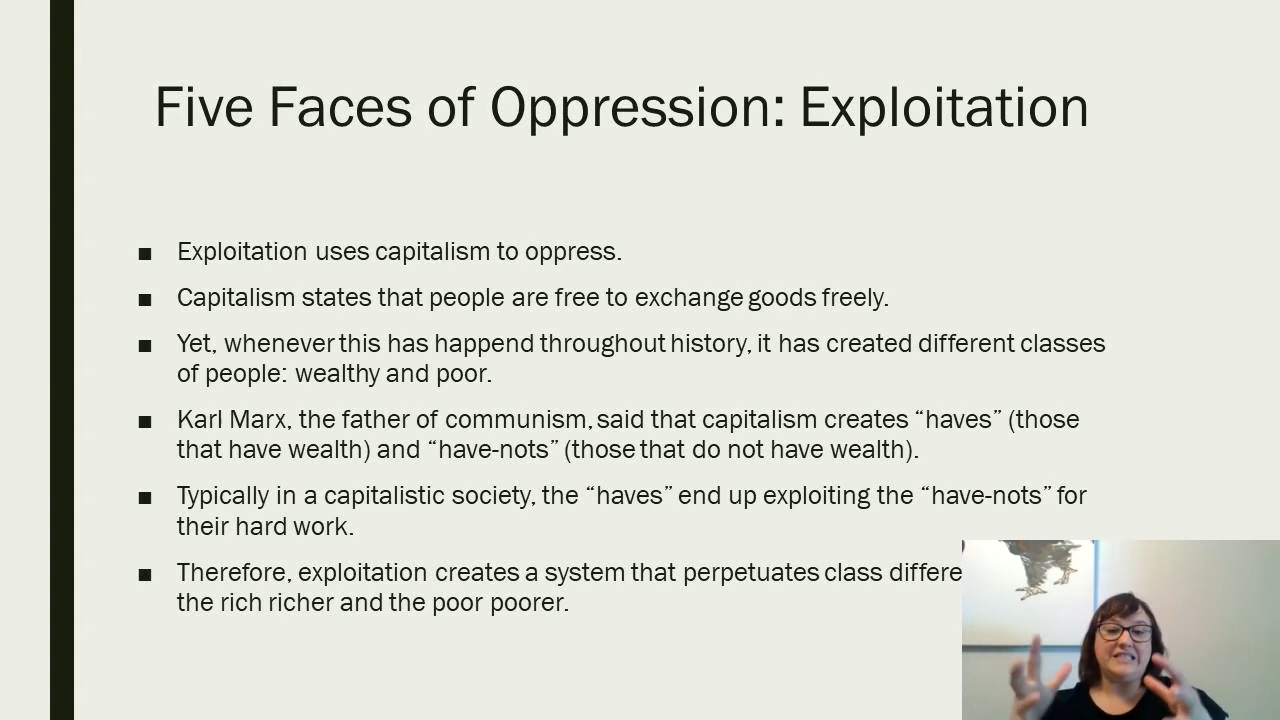 Five Faces of Oppression: Exploitation
■ Exploitation uses capitalism to oppress.
■ Capitalism states that people are free to exchange goods freely.
■ Yet, whenever this has happend throughout history, it has created different classes
of people: wealthy and poor.
■ Karl Marx, the father of communism, said that capitalism creates “haves” (those
that have wealth) and “have-nots” (those that do not have wealth).
■ Typically in a capitalistic society, the “haves” end up exploiting the “have-nots” for
their hard work.
■ Therefore, exploitation creates a system that perpetuates class
the rich richer and the poor poorer.